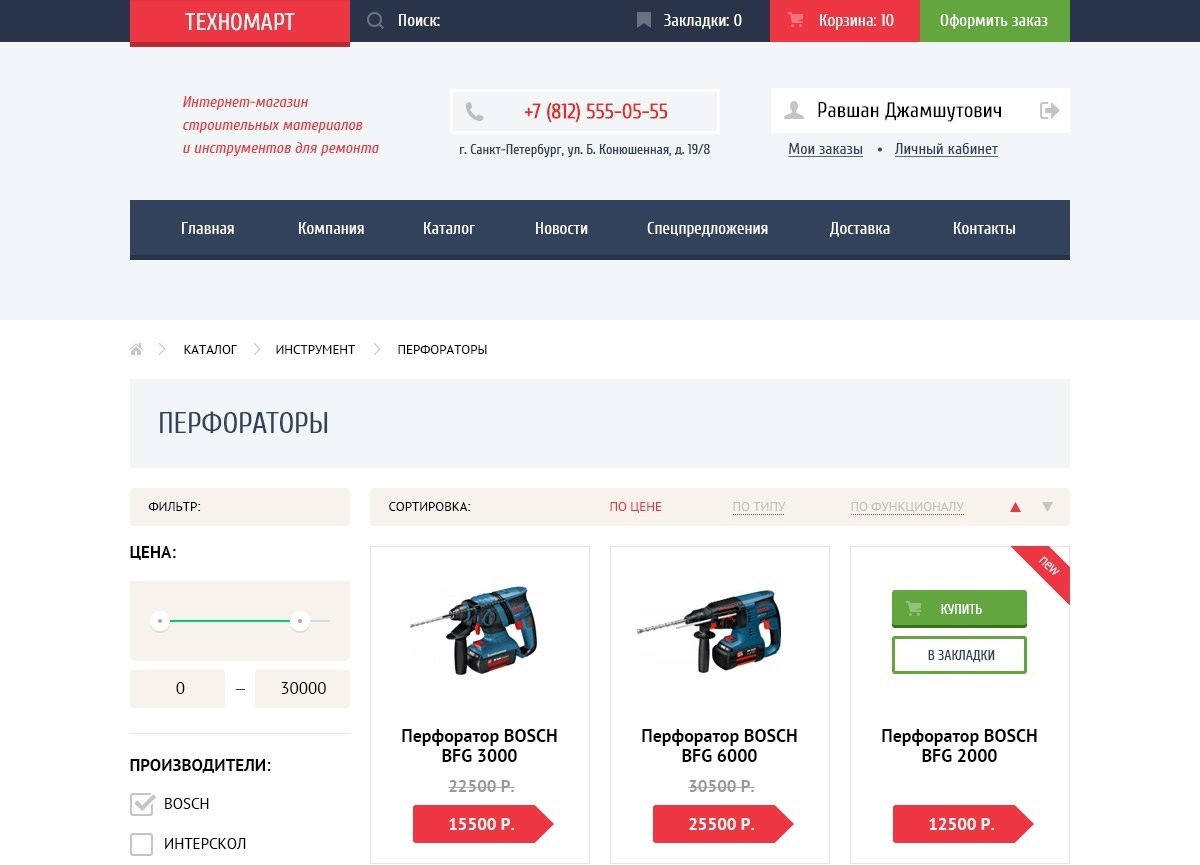 ТЕХНОМАРТ
Поиск:
Закладки: 0
Корзина: 10
Оформить заказ
Интернет-магазин
строительных материалов
и инструментов для ремонта
+7 (812) 555-05-55
г. Санкт-Петербург, ул. Б. Конюшенная, д. 19/8
Равшан Джамшутович
Мои заказы • Личный кабинет
Главная
Компания
Каталог
Новости
Спецпредложения
Доставка
Контакты
КАТАЛОГ
ИНСТРУМЕНТ
ПЕРФОРАТОРЫ
ПЕРФОРАТОРЫ
ФИЛЬТР:
СОРТИРОВКА:
ПО ЦЕНЕ
ПО ТИПУ
ПО ФУНКЦИОНАЛУ
ЦЕНА:
0 – 30000
ПРОИЗВОДИТЕЛИ:
BOSCH
ИНТЕРСКОЛ
Перфоратор BOSCH
BFG 3000
22500 Р.
15500 Р.
Перфоратор BOSCH
BFG 6000
30500 Р.
25500 Р.
new
КУПИТЬ
В ЗАКЛАДКИ
Перфоратор BOSCH
BFG 2000
12500 Р.